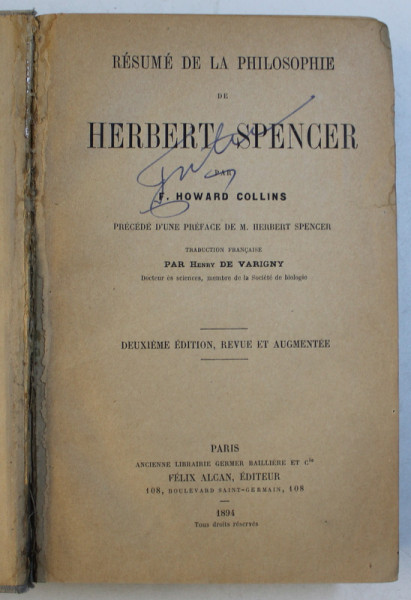 RÉSUMÉ DE LA PHILOSOPHIE
DE
HERBERT SPENCER
PAR
F. HOWARD COLLINS
PRÉCÉDÉ D'UNE PRÉFACE DE M. HERBERT SPENCER
TRADUCTION FRANÇAISE
PAR HENRY DE VARIGNY
Docteur ès sciences, membre de la Société de biologie
DEUXIÈME ÉDITION, REVUE ET AUGMENTÉE
PARIS
ANCIENNE LIBRAIRIE GERMER BAILLIÈRE ET Cie
FÉLIX ALCAN, ÉDITEUR
108, BOULEVARD SAINT-GERMAIN, 108
1894
Tous droits réservés